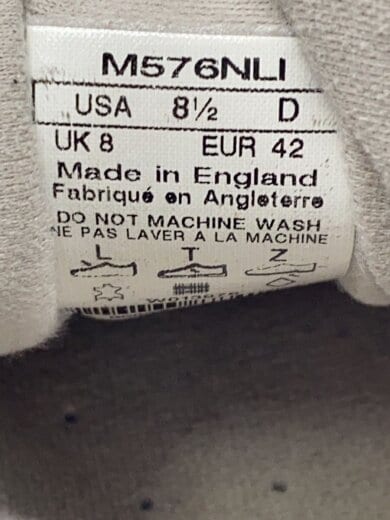 M576NLI
USA 8½ D
UK 8 EUR 42
Made in England
Fabriqué en Angleterre
DO NOT MACHINE WASH
NE PAS LAVER A LA MACHINE
L T Z